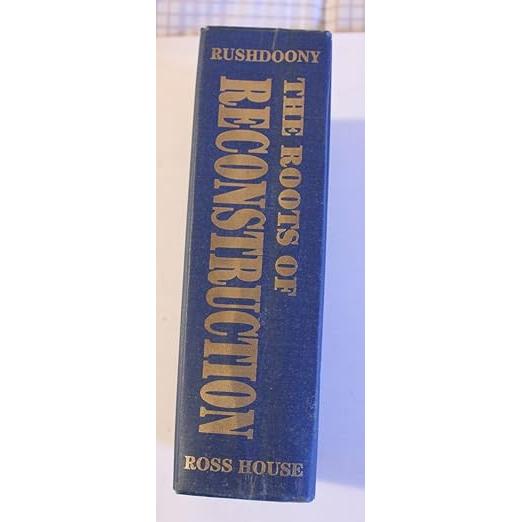 RUSHDOONY
THE ROOTS OF
RECONSTRUCTION
ROSS HOUSE